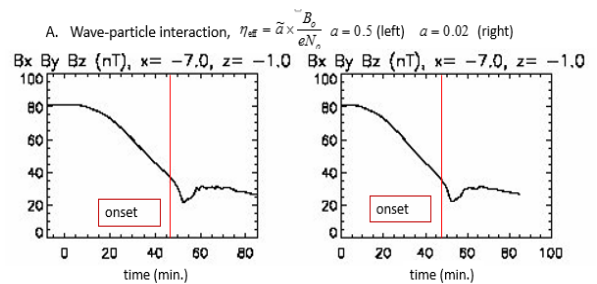 A. Wave-particle interaction, η_eff = ã × B_o / eN_o a = 0.5 (left) a = 0.02 (right)
Bx By Bz (nT), x= −7.0, z= −1.0 Bx By Bz (nT), x= −7.0, z= −1.0
100 100
80 80
60 60
40 40
20 onset 20 onset
0 0
0 20 40 60 80 0 20 40 60 80 100
time (min.) time (min.)